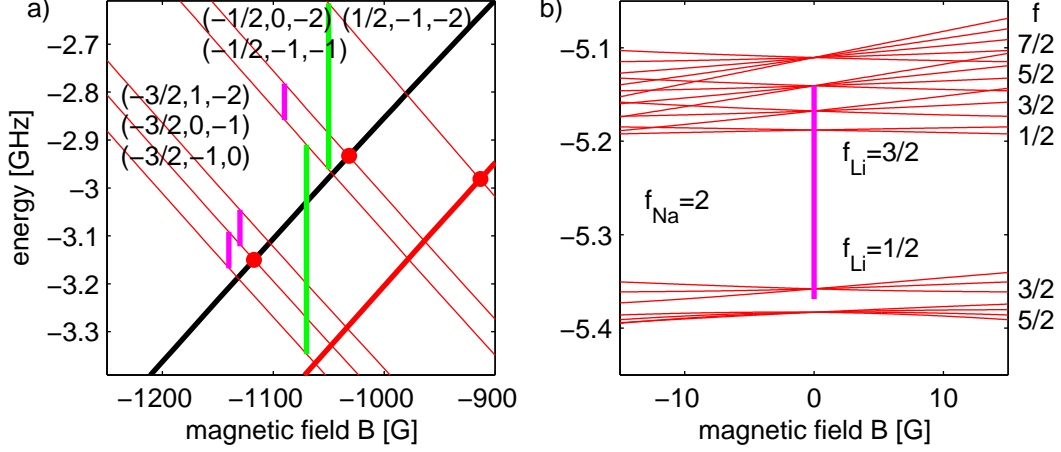 a)
(−1/2,0,−2) (1/2,−1,−2)
(−1/2,−1,−1)
(−3/2,1,−2)
(−3/2,0,−1)
(−3/2,−1,0)
energy [GHz]
−2.7
−2.8
−2.9
−3
−3.1
−3.2
−3.3
−1200 −1100 −1000 −900
magnetic field B [G]
b)
f
7/2
5/2
3/2
1/2
3/2
5/2
−5.1
−5.2
−5.3
−5.4
f_Li=3/2
f_Na=2
f_Li=1/2
−10 0 10
magnetic field B [G]